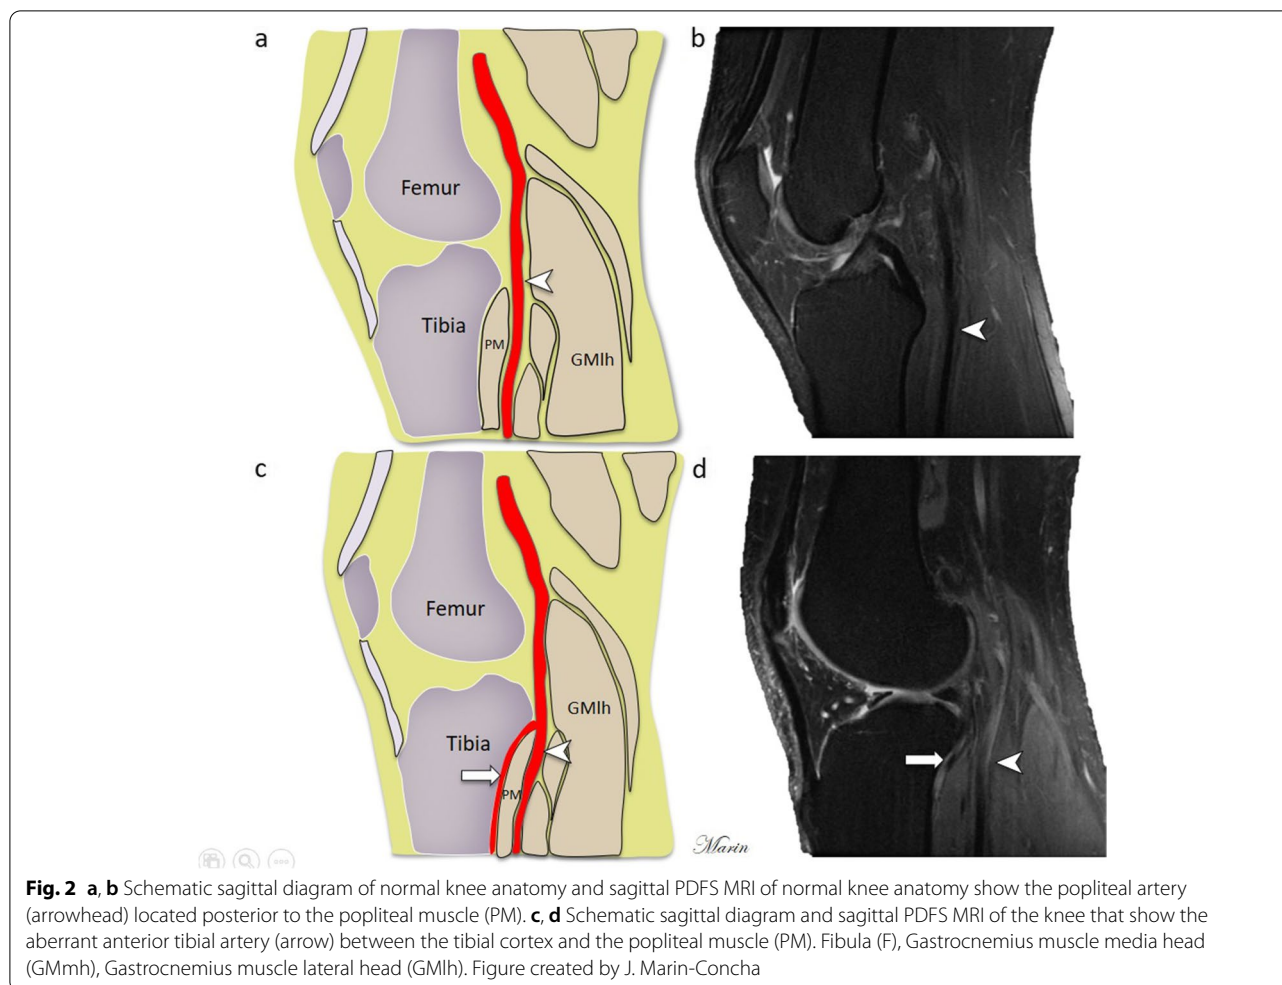 a
b
Femur
Tibia
PM
GMlh
c
d
Femur
GMlh
Tibia
PM
Marin
Fig. 2 a, b Schematic sagittal diagram of normal knee anatomy and sagittal PDFS MRI of normal knee anatomy show the popliteal artery
(arrowhead) located posterior to the popliteal muscle (PM). c, d Schematic sagittal diagram and sagittal PDFS MRI of the knee that show the
aberrant anterior tibial artery (arrow) between the tibial cortex and the popliteal muscle (PM). Fibula (F), Gastrocnemius muscle media head
(GMmh), Gastrocnemius muscle lateral head (GMlh). Figure created by J. Marin-Concha